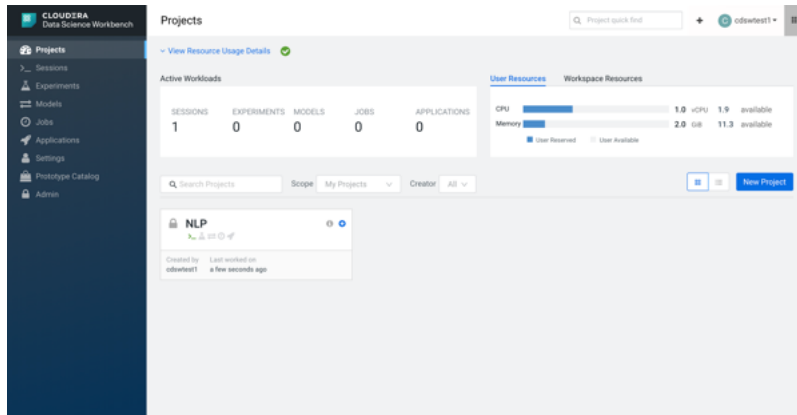 CLOUDERA
Data Science Workbench
Projects
Sessions
Experiments
Models
Jobs
Applications
Settings
Prototype Catalog
Admin
Projects
Project quick find
+
C
cdswtest1
View Resource Usage Details
Active Workloads
SESSIONS EXPERIMENTS MODELS JOBS APPLICATIONS
1 0 0 0 0
User Resources Workspace Resources
CPU 1.0 vCPU 1.9 available
Memory 2.0 GiB 11.3 available
User Reserved User Available
Search Projects Scope My Projects Creator All New Project
NLP
Created by Last worked on
cdswtest1 a few seconds ago